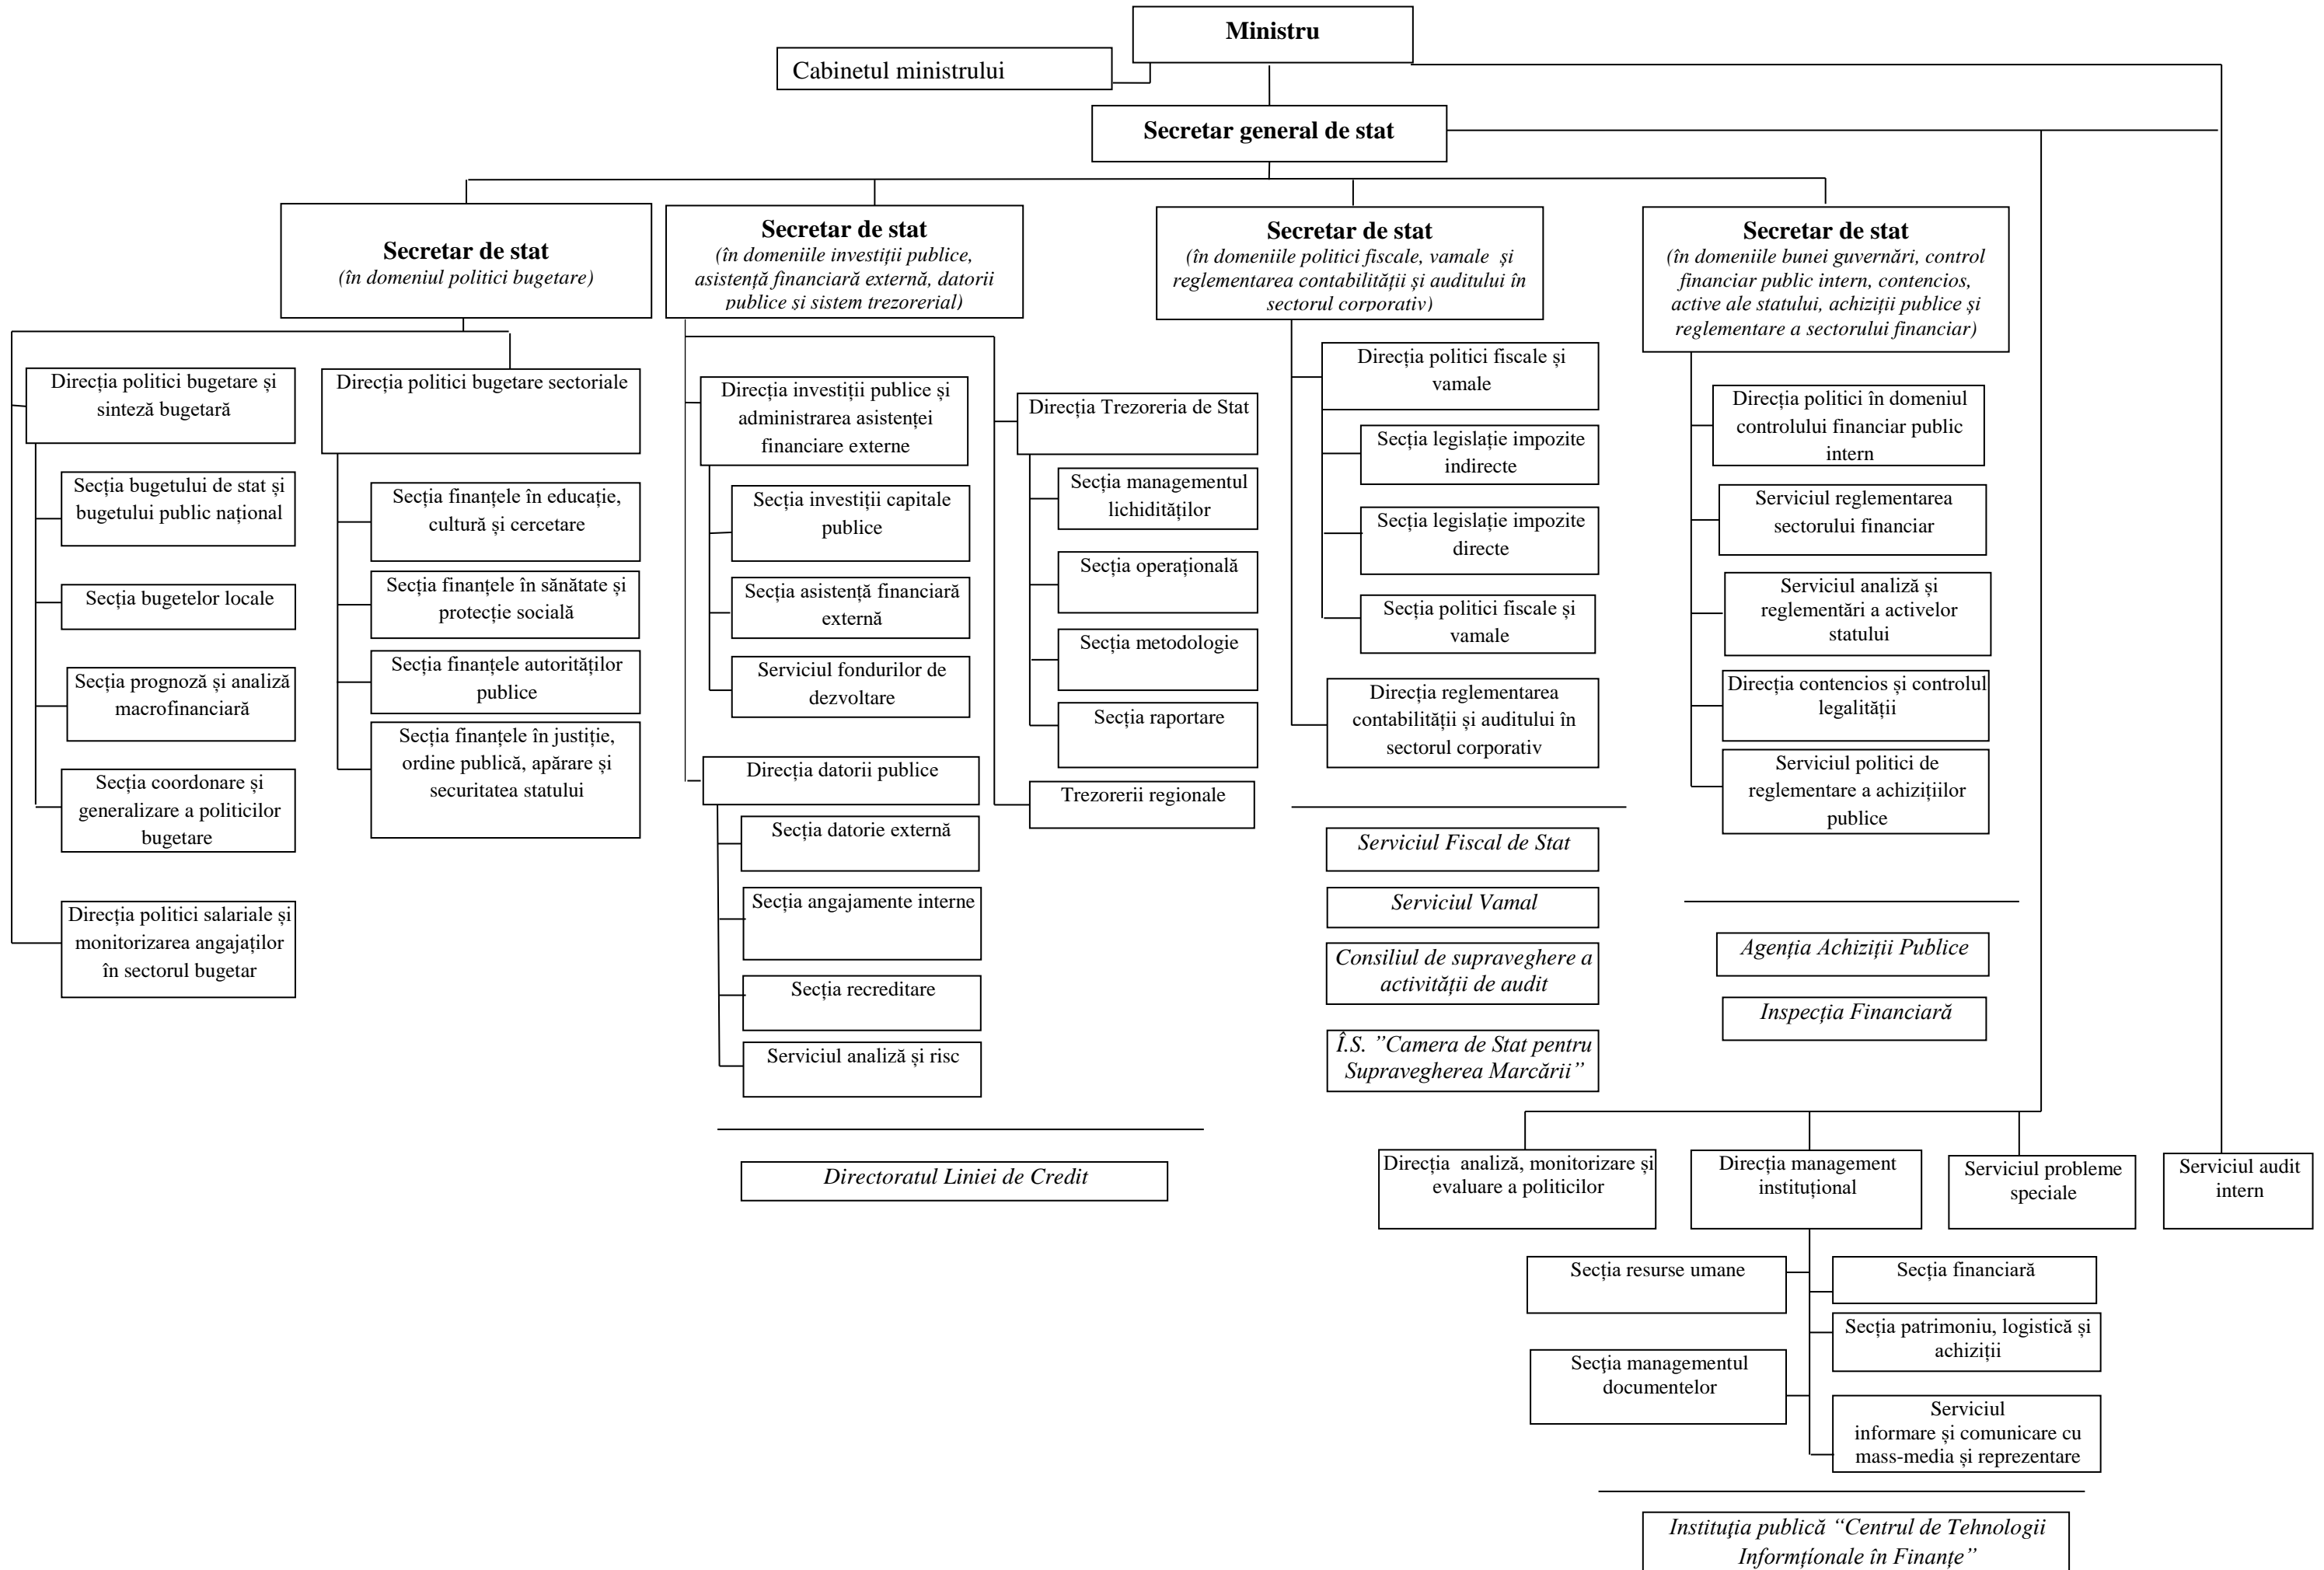 Ministru
Cabinetul ministrului
Secretar general de stat
Secretar de stat
(în domeniul politici bugetare)
Secretar de stat
(în domeniile investiții publice,
asistență financiară externă, datorii
publice si sistem trezorerial)
Secretar de stat
(în domeniile politici fiscale, vamale și
reglementarea contabilității și auditului în
sectorul corporativ)
Secretar de stat
(în domeniile bunei guvernări, control
financiar public intern, contencios,
active ale statului, achiziții publice și
reglementare a sectorului financiar)
Direcția politici bugetare și
sinteză bugetară
Secția bugetului de stat și
bugetului public național
Secția bugetelor locale
Secția prognoză și analiză
macrofinanciară
Secția coordonare și
generalizare a politicilor
bugetare
Direcția politici salariale și
monitorizarea angajaților
în sectorul bugetar
Direcția politici bugetare sectoriale
Secția finanțele în educație,
cultură și cercetare
Secția finanțele în sănătate și
protecție socială
Secția finanțele autorităților
publice
Secția finanțele în justiție,
ordine publică, apărare și
securitatea statului
Direcția investiții publice și
administrarea asistenței
financiare externe
Secția investiții capitale
publice
Secția asistență financiară
externă
Serviciul fondurilor de
dezvoltare
Direcția datorii publice
Secția datorie externă
Secția angajamente interne
Secția recreditare
Serviciul analiză și risc
Directoratul Liniei de Credit
Direcția Trezoreria de Stat
Secția managementul
lichidităților
Secția operațională
Secția metodologie
Secția raportare
Trezorerii regionale
Direcția politici fiscale și
vamale
Secția legislație impozite
indirecte
Secția legislație impozite
directe
Secția politici fiscale și
vamale
Direcția reglementarea
contabilității și auditului în
sectorul corporativ
Serviciul Fiscal de Stat
Serviciul Vamal
Consiliul de supraveghere a
activității de audit
Î.S. ”Camera de Stat pentru
Supravegherea Marcării”
Direcția politici în domeniul
controlului financiar public
intern
Serviciul reglementarea
sectorului financiar
Serviciul analiză și
reglementări a activelor
statului
Direcția contencios și controlul
legalității
Serviciul politici de
reglementare a achizițiilor
publice
Agenția Achiziții Publice
Inspecția Financiară
Direcția analiză, monitorizare și
evaluare a politicilor
Direcția management
instituțional
Serviciul probleme
speciale
Serviciul audit
intern
Secția resurse umane
Secția financiară
Secția patrimoniu, logistică și
achiziții
Secția managementul
documentelor
Serviciul
informare și comunicare cu
mass-media și reprezentare
Instituţia publică “Centrul de Tehnologii
Informțíonale în Finanțe”